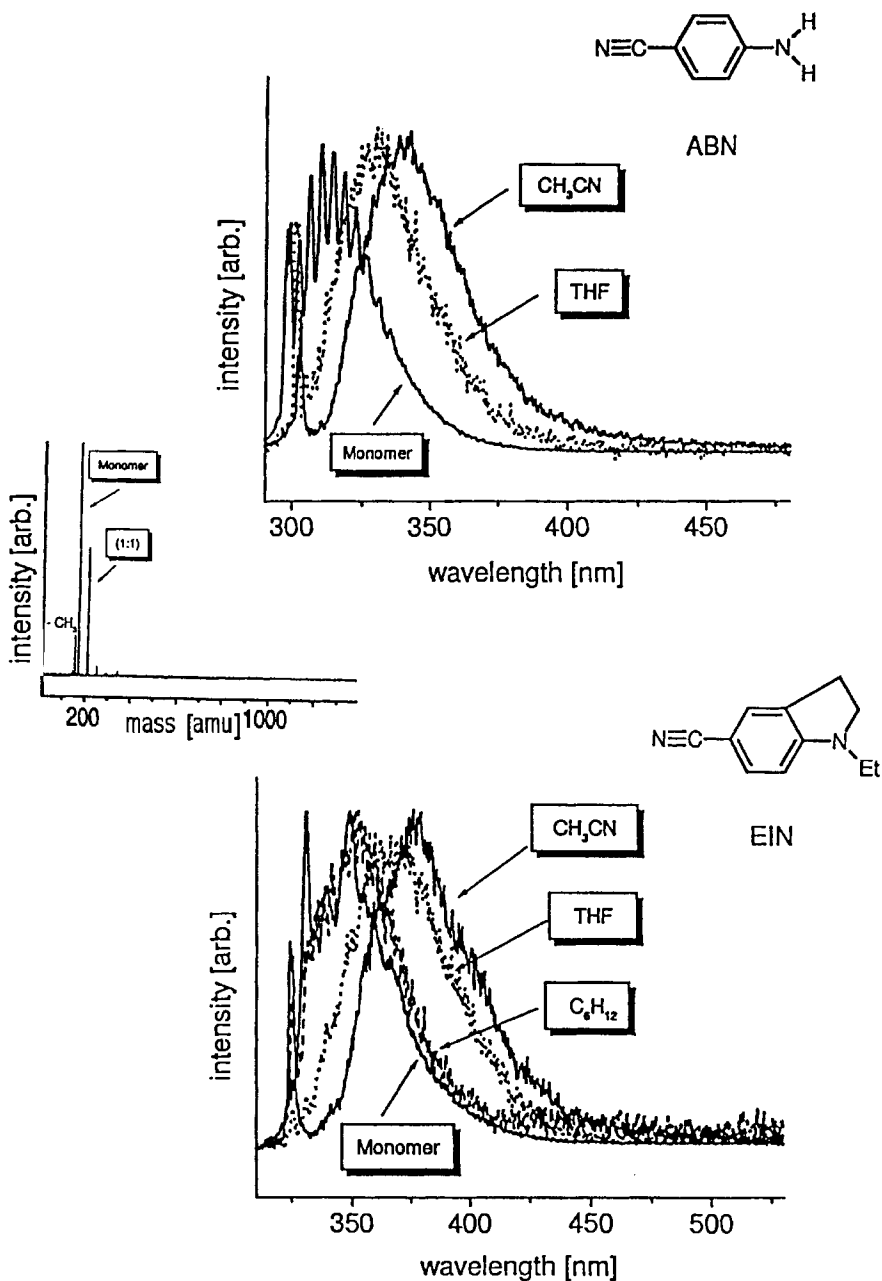 N≡C
N
H
H
ABN
CH₃CN
THF
Monomer
intensity [arb.]
300 350 400 450
wavelength [nm]
Monomer
(1:1)
- CH₃
intensity [arb.]
200 1000
mass [amu]
N≡C
N
Et
EIN
CH₃CN
THF
C₆H₁₂
Monomer
intensity [arb.]
350 400 450 500
wavelength [nm]